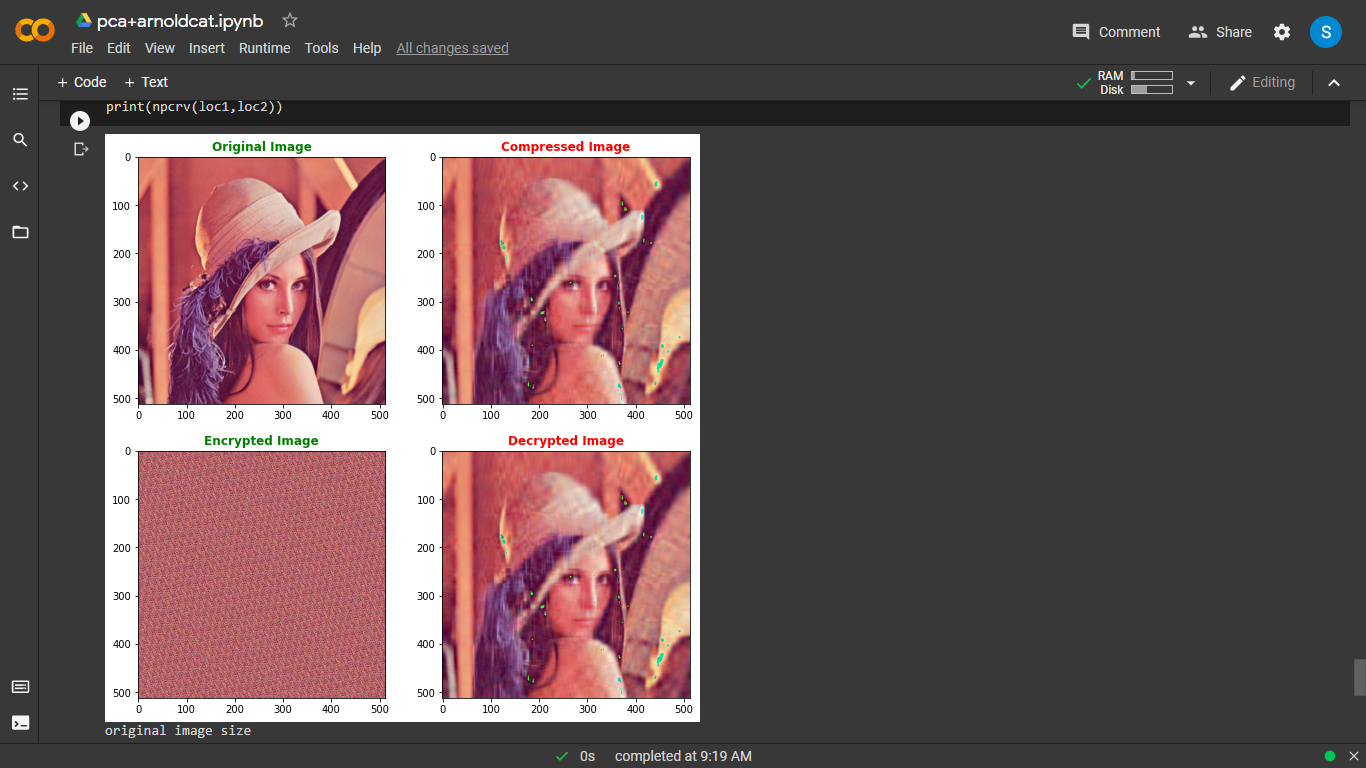 pca+arnoldcat.ipynb
File Edit View Insert Runtime Tools Help All changes saved
Comment Share S
+ Code + Text
RAM
Disk
Editing
print(npcrv(loc1,loc2))
Original Image Compressed Image
0 0
100 100
200 200
300 300
400 400
500 500
0 100 200 300 400 500 0 100 200 300 400 500
Encrypted Image Decrypted Image
0 0
100 100
200 200
300 300
400 400
500 500
0 100 200 300 400 500 0 100 200 300 400 500
original image size
0s completed at 9:19 AM